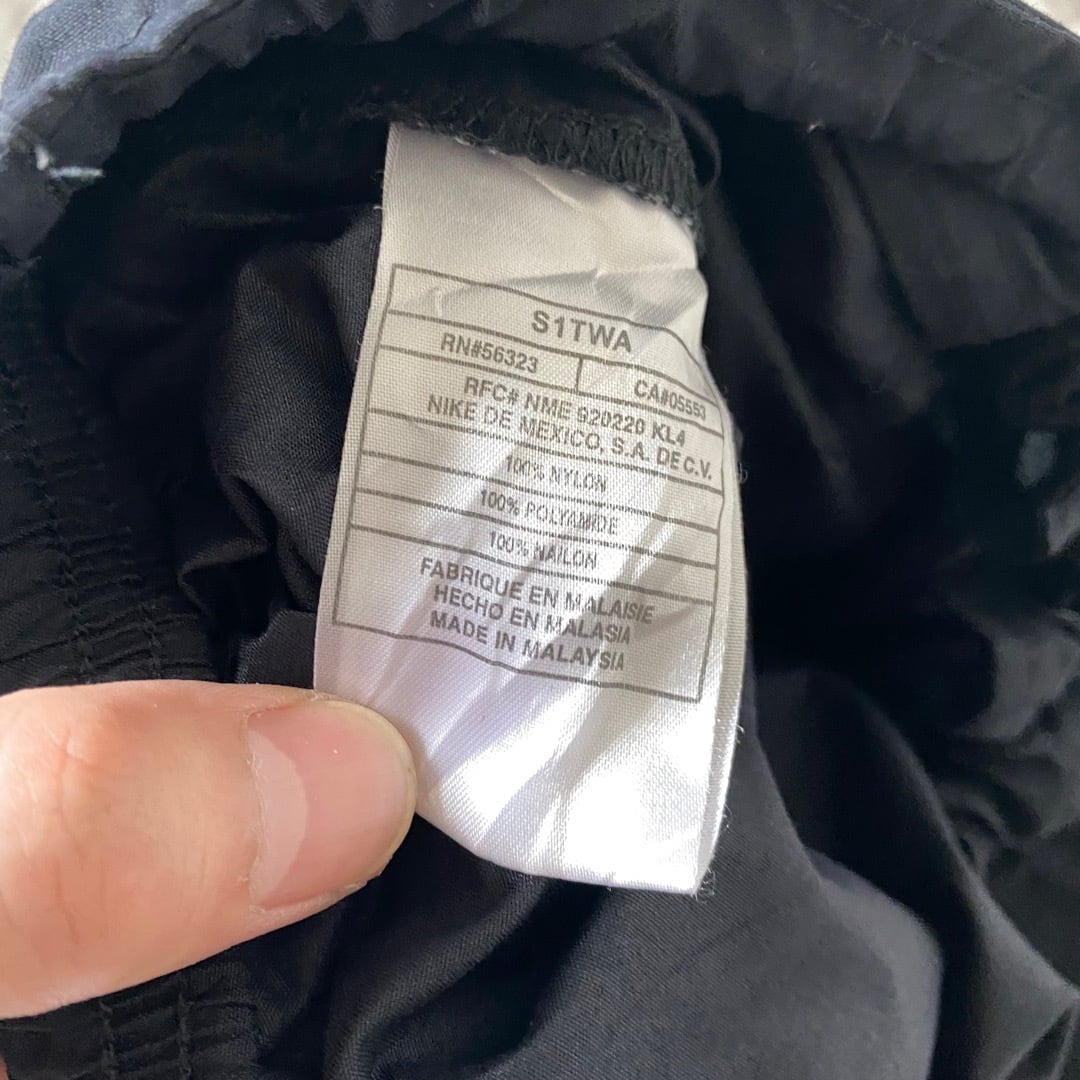 S1TWA
RN#56323
CA#05553
RFC# NME 920220 KL4
NIKE DE MEXICO, S.A. DE C.V.
100% NYLON
100% POLYAMIDE
100% NAILON
FABRIQUE EN MALAISIE
HECHO EN MALASIA
MADE IN MALAYSIA